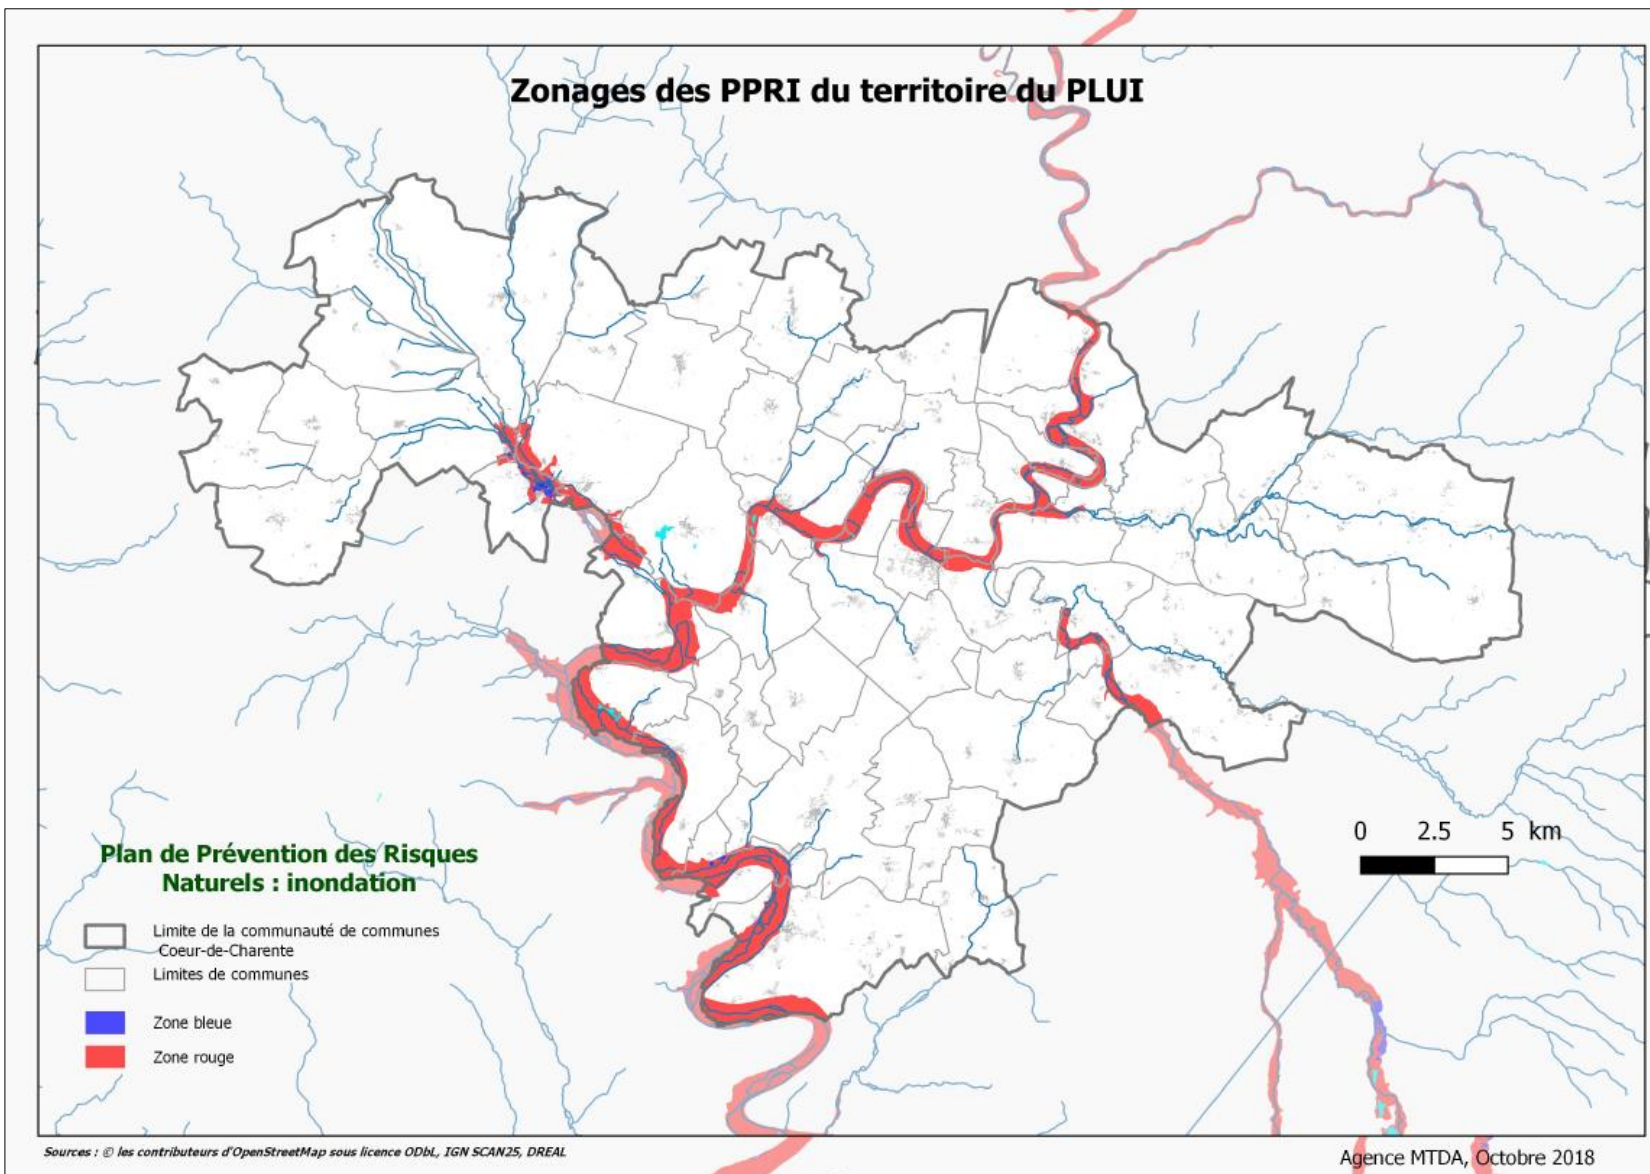 Zonages des PPRI du territoire du PLUI
0 2.5 5 km
Plan de Prévention des Risques
Naturels : inondation
Limite de la communauté de communes
Coeur-de-Charente
Limites de communes
Zone bleue
Zone rouge
Sources : © les contributeurs d'OpenStreetMap sous licence ODbL, IGN SCAN25, DREAL
Agence MTDA, Octobre 2018